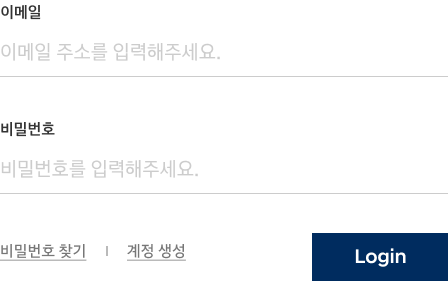 이메일
이메일 주소를 입력해주세요.
비밀번호
비밀번호를 입력해주세요.
비밀번호 찾기 | 계정 생성
Login